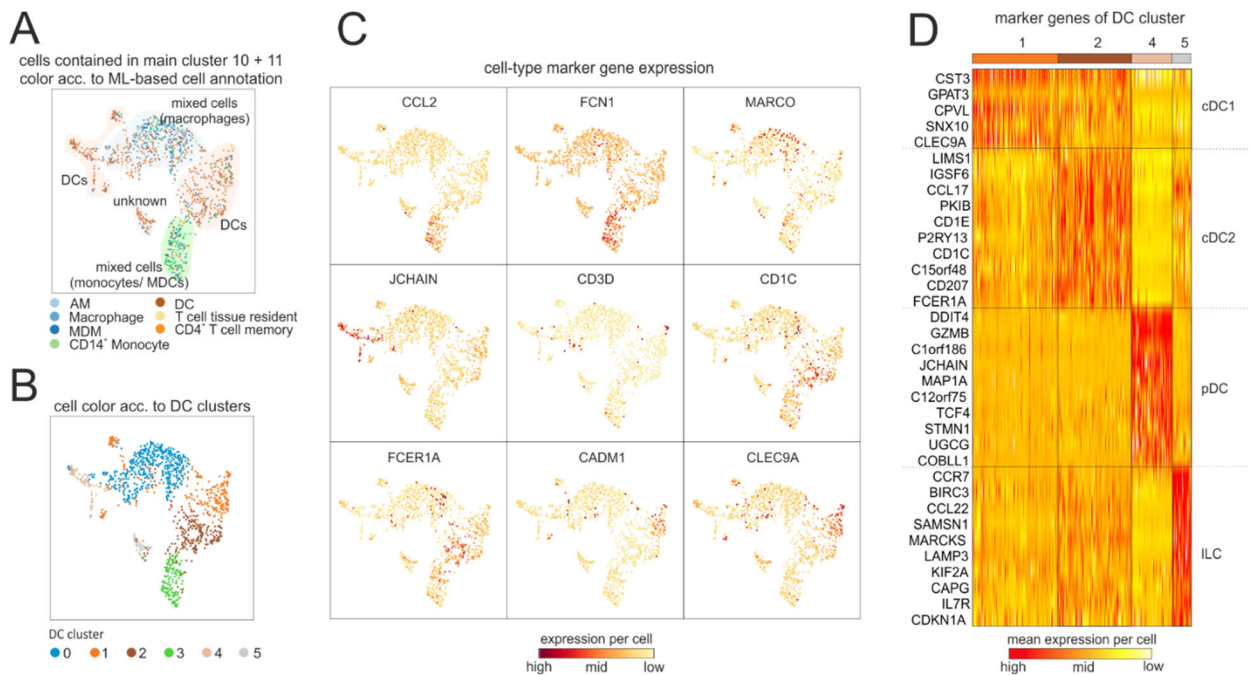 A
cells contained in main cluster 10 + 11
color acc. to ML-based cell annotation
mixed cells
(macrophages)
DCs
unknown
DCs
mixed cells
(monocytes/ MDCs)
AM
Macrophage
MDM
CD14+ Monocyte
DC
T cell tissue resident
CD4+ T cell memory
B
cell color acc. to DC clusters
DC cluster
0 1 2 3 4 5
C
cell-type marker gene expression
CCL2 FCN1 MARCO
JCHAIN CD3D CD1C
FCER1A CADM1 CLEC9A
expression per cell
high mid low
D
marker genes of DC cluster
1 2 4 5
CST3
GPAT3
CPVL
SNX10
CLEC9A
cDC1
LIMS1
IGSF6
CCL17
PKIB
CD1E
P2RY13
CD1C
C15orf48
CD207
FCER1A
cDC2
DDIT4
GZMB
C1orf186
JCHAIN
MAP1A
C12orf75
TCF4
STMN1
UGCG
COBLL1
pDC
CCR7
BIRC3
CCL22
SAMSN1
MARCKS
LAMP3
KIF2A
CAPG
IL7R
CDKN1A
ILC
mean expression per cell
high mid low